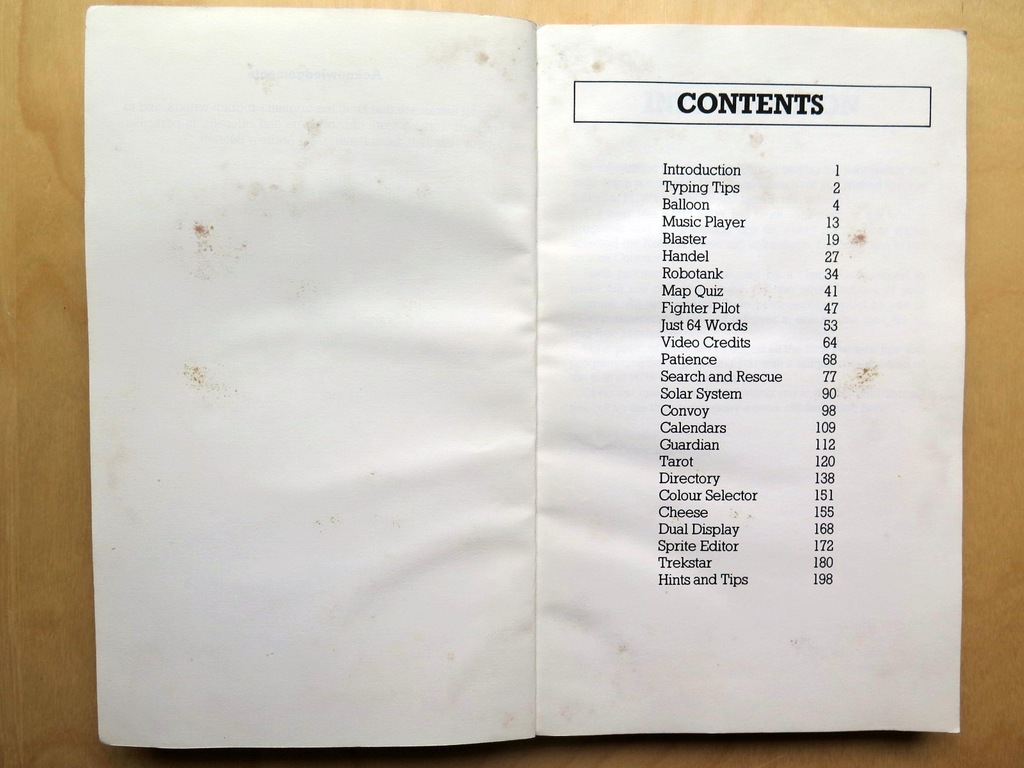 CONTENTS
Introduction 1
Typing Tips 2
Balloon 4
Music Player 13
Blaster 19
Handel 27
Robotank 34
Map Quiz 41
Fighter Pilot 47
Just 64 Words 53
Video Credits 64
Patience 68
Search and Rescue 77
Solar System 90
Convoy 98
Calendars 109
Guardian 112
Tarot 120
Directory 138
Colour Selector 151
Cheese 155
Dual Display 168
Sprite Editor 172
Trekstar 180
Hints and Tips 198